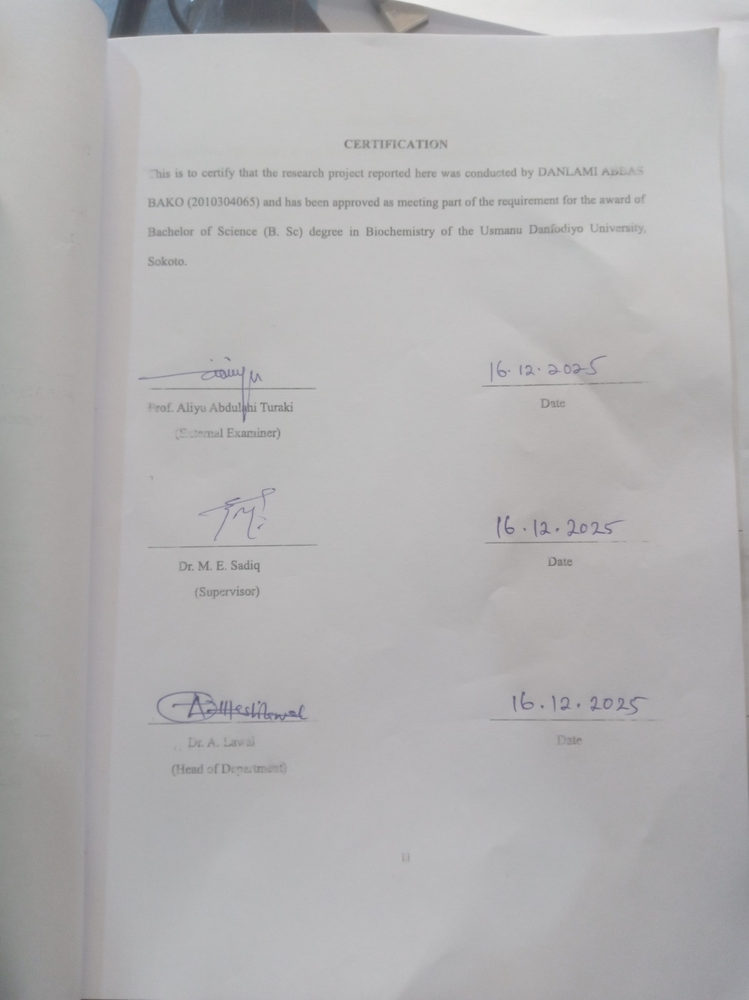 CERTIFICATION
This is to certify that the research project reported here was conducted by DANLAMI ABBAS
BAKO (2010304065) and has been approved as meeting part of the requirement for the award of
Bachelor of Science (B. Sc) degree in Biochemistry of the Usmanu Danfodiyo University,
Sokoto.
16.12.2025
Prof. Aliyu Abdulahi Turaki
Date
(External Examiner)
16.12.2025
Dr. M. E. Sadiq
Date
(Supervisor)
16.12.2025
Dr. A. Lawal
Date
(Head of Department)